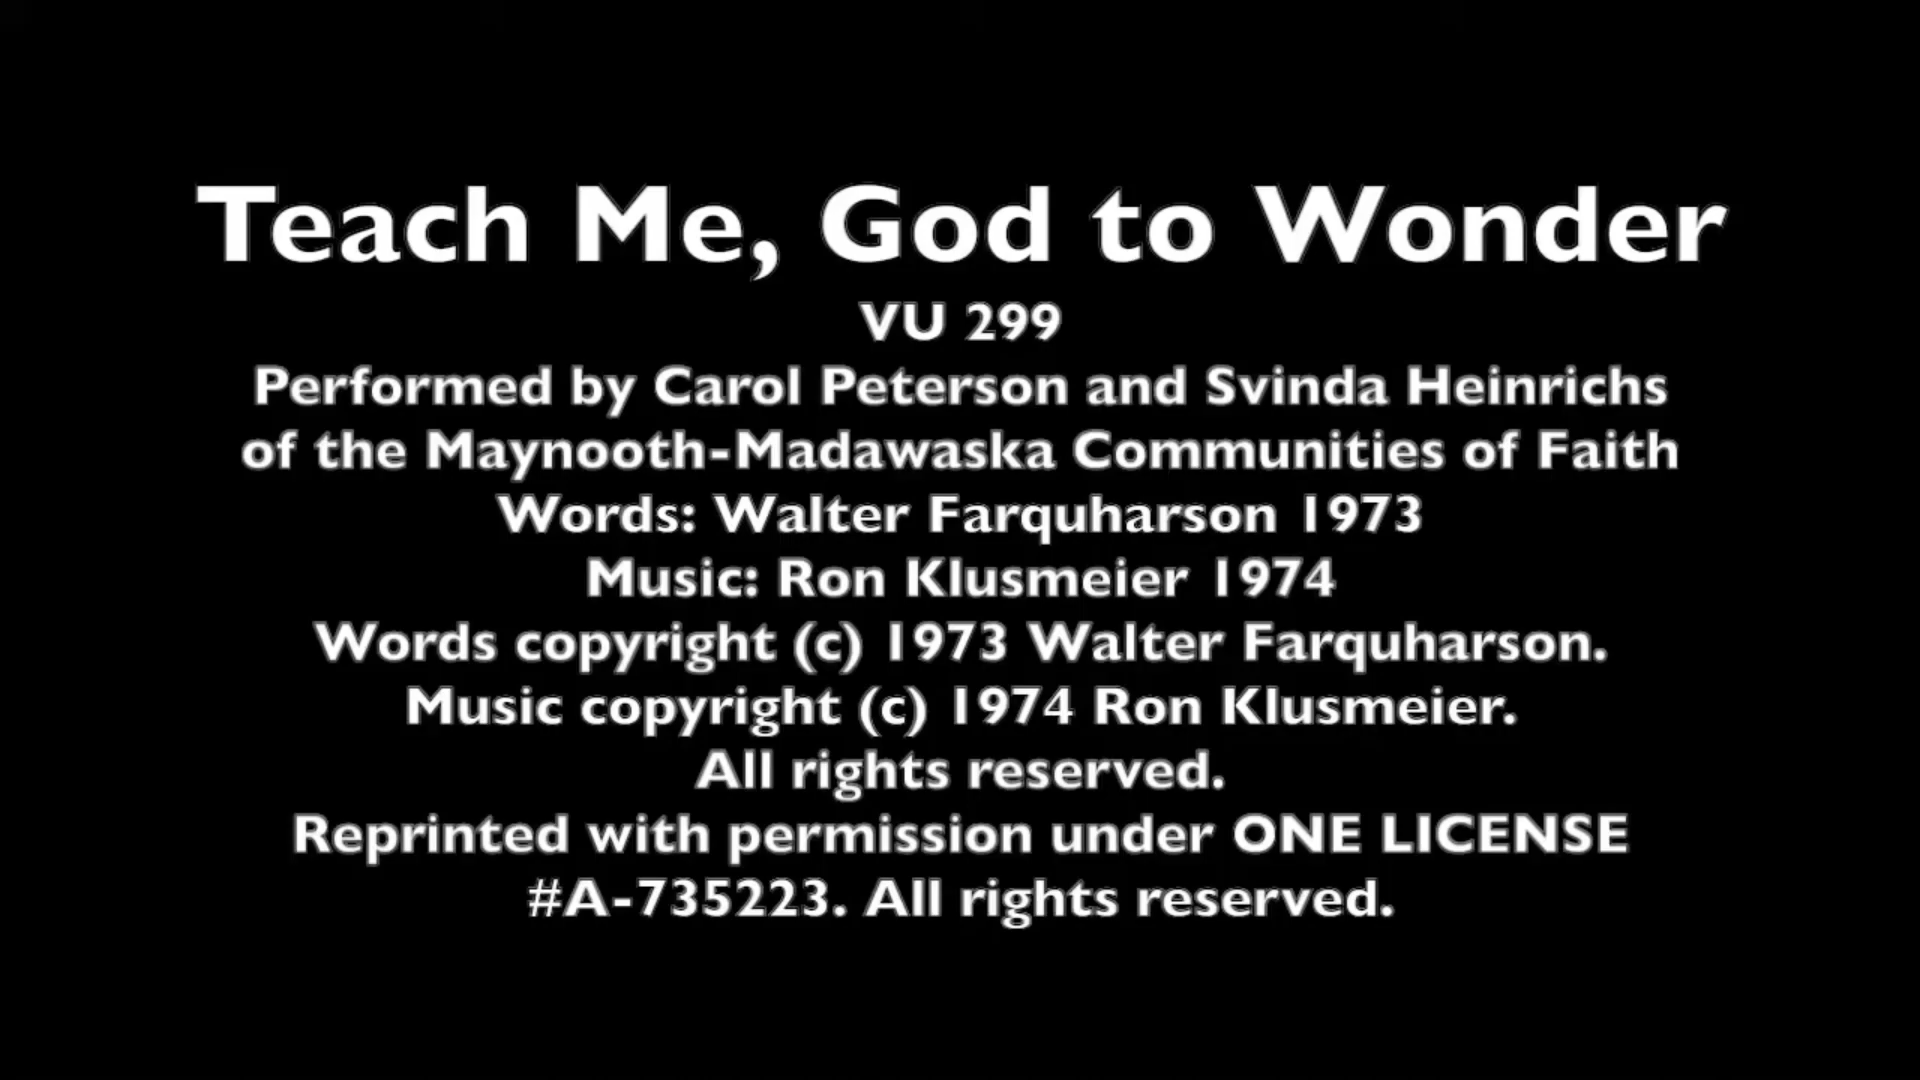 Teach Me, God to Wonder
VU 299
Performed by Carol Peterson and Svinda Heinrichs
of the Maynooth-Madawaska Communities of Faith
Words: Walter Farquharson 1973
Music: Ron Klusmeier 1974
Words copyright (c) 1973 Walter Farquharson.
Music copyright (c) 1974 Ron Klusmeier.
All rights reserved.
Reprinted with permission under ONE LICENSE
#A-735223. All rights reserved.